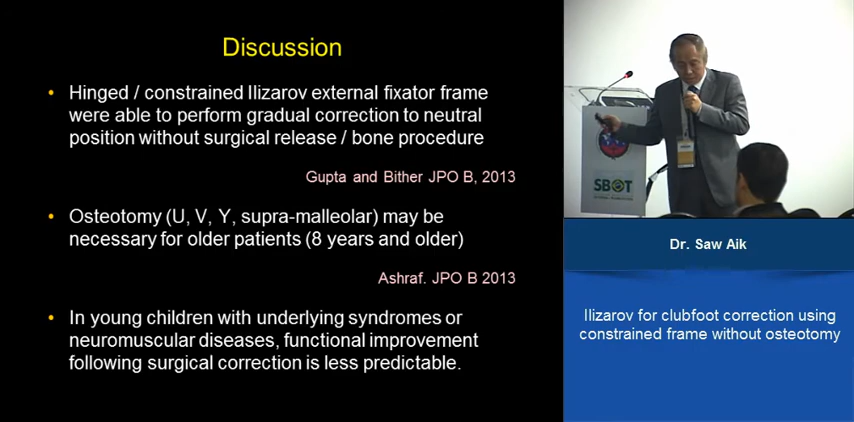 Discussion
• Hinged / constrained Ilizarov external fixator frame
were able to perform gradual correction to neutral
position without surgical release / bone procedure
Gupta and Bither JPO B, 2013
• Osteotomy (U, V, Y, supra-malleolar) may be
necessary for older patients (8 years and older)
Ashraf. JPO B 2013
• In young children with underlying syndromes or
neuromuscular diseases, functional improvement
following surgical correction is less predictable.
SBOT
Dr. Saw Aik
Ilizarov for clubfoot correction using
constrained frame without osteotomy